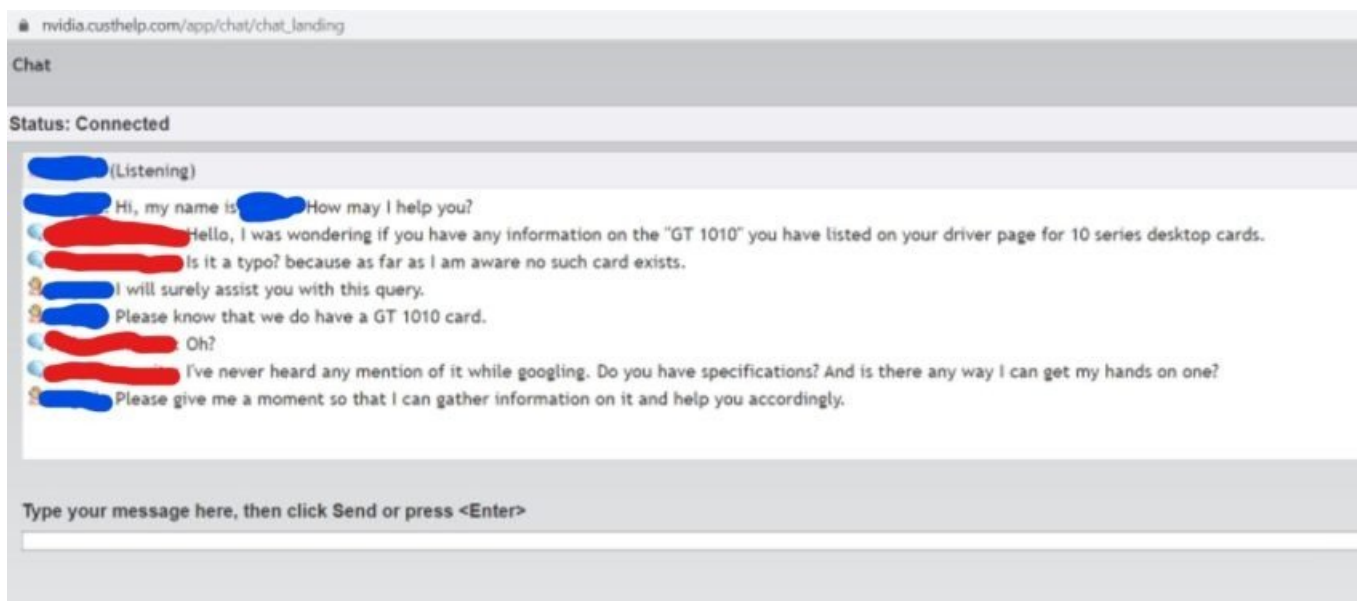 nvidia.custhelp.com/app/chat/chat_landing
Chat
Status: Connected
(Listening)
Hi, my name is How may I help you?
Hello, I was wondering if you have any information on the "GT 1010" you have listed on your driver page for 10 series desktop cards.
Is it a typo? because as far as I am aware no such card exists.
I will surely assist you with this query.
Please know that we do have a GT 1010 card.
Oh?
I've never heard any mention of it while googling. Do you have specifications? And is there any way I can get my hands on one?
Please give me a moment so that I can gather information on it and help you accordingly.
Type your message here, then click Send or press <Enter>